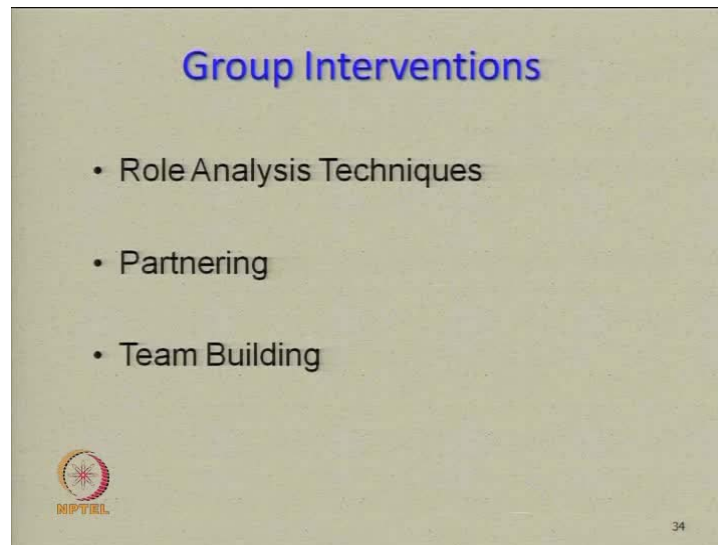 Group Interventions
• Role Analysis Techniques
• Partnering
• Team Building
NPTEL
34